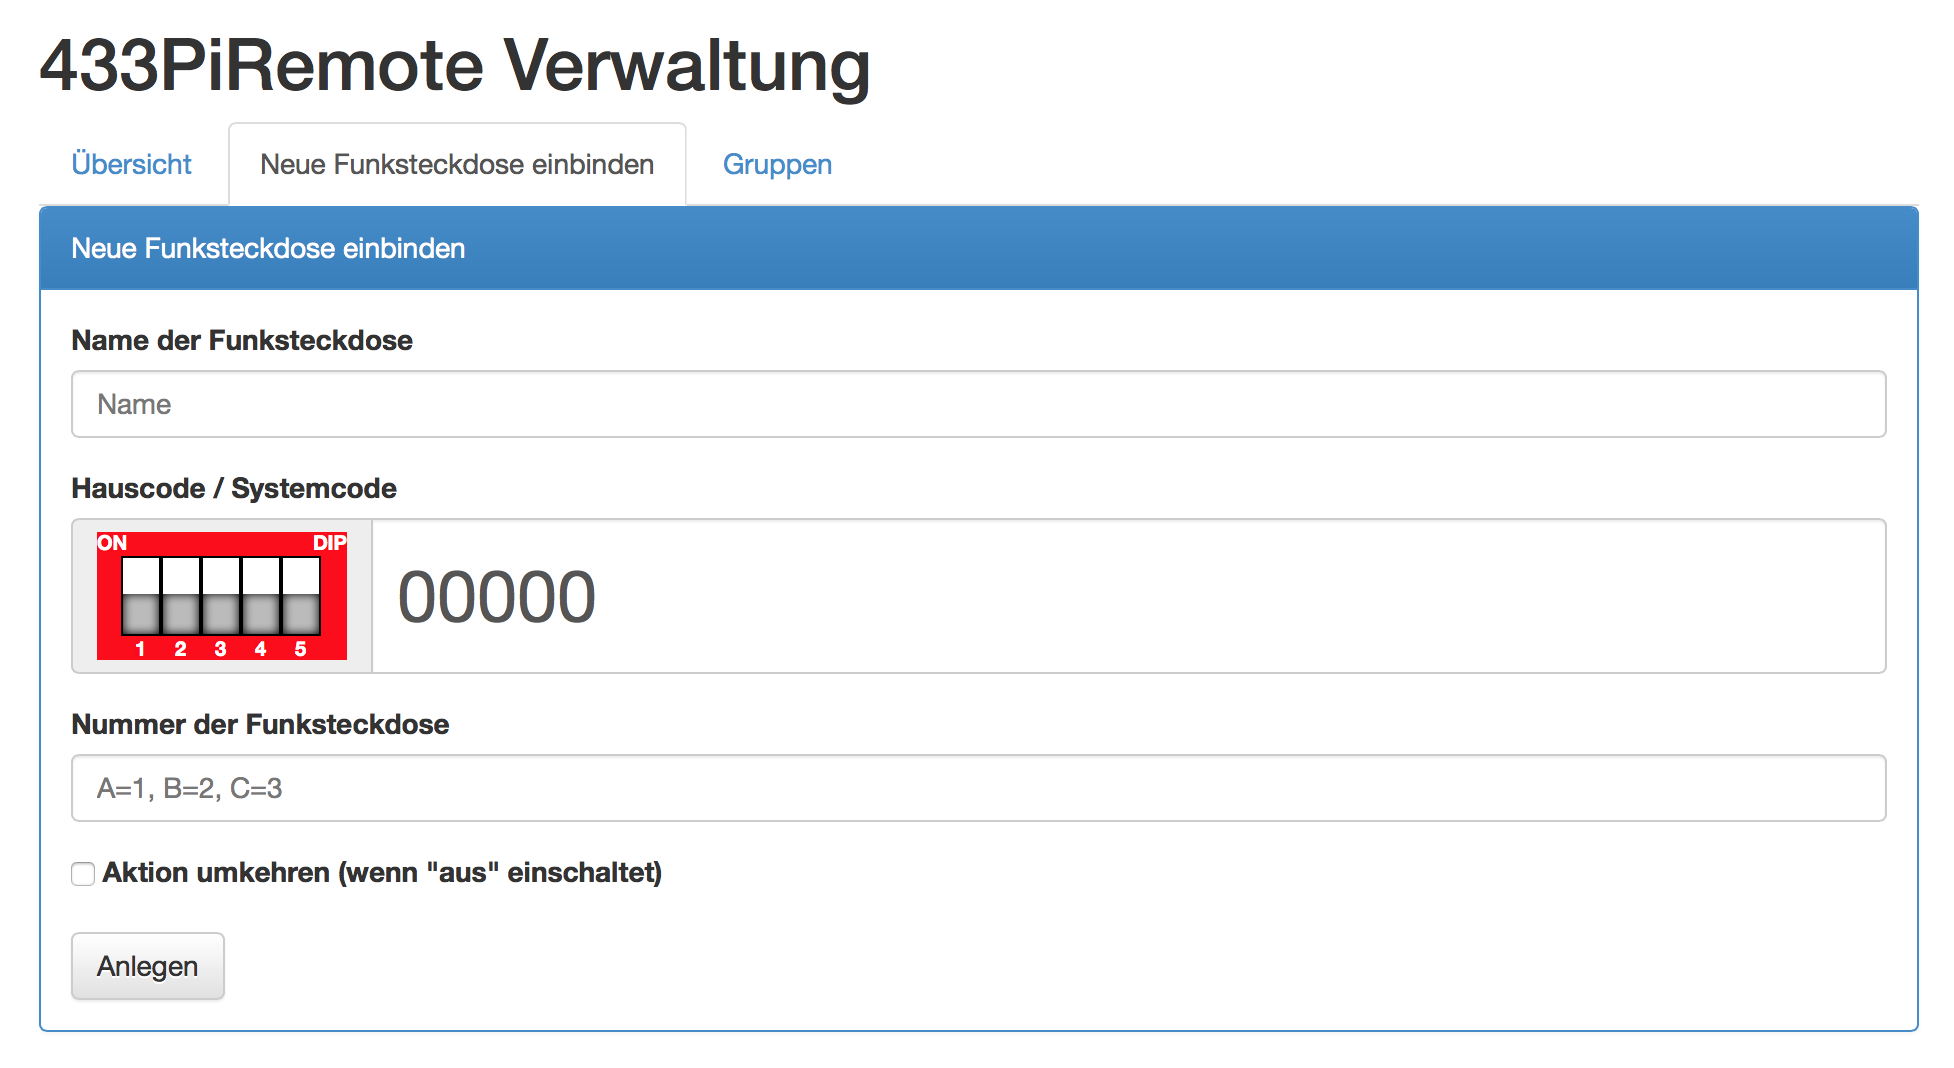 433PiRemote Verwaltung
Übersicht Neue Funksteckdose einbinden Gruppen
Neue Funksteckdose einbinden
Name der Funksteckdose
Name
Hauscode / Systemcode
ON DIP
00000
1 2 3 4 5
Nummer der Funksteckdose
A=1, B=2, C=3
Aktion umkehren (wenn "aus" einschaltet)
Anlegen